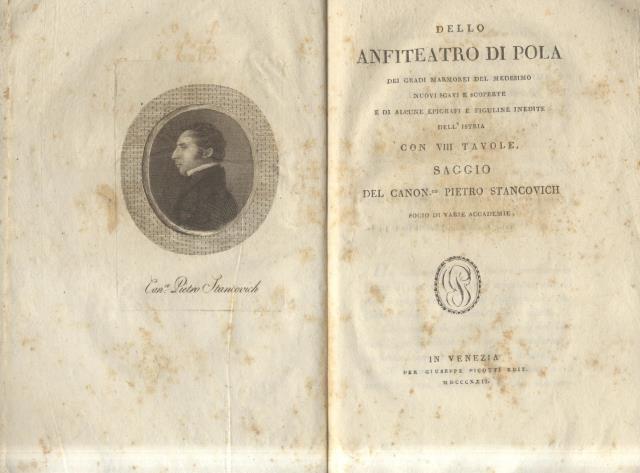 Can.co Pietro Stancovich
DELLO
ANFITEATRO DI POLA
DEI GRADI MARMOREI DEL MEDESIMO
NUOVI SCAVI E SCOPERTE
E DI ALCUNE EPIGRAFI E FIGULINE INEDITE
DELL' ISTRIA
CON VIII TAVOLE.
SAGGIO
DEL CANON.co PIETRO STANCOVICH
SOCIO DI VARIE ACCADEMIE.
IN VENEZIA
PER GIUSEPPE PICOTTI EDIT.
MDCCCXXII.